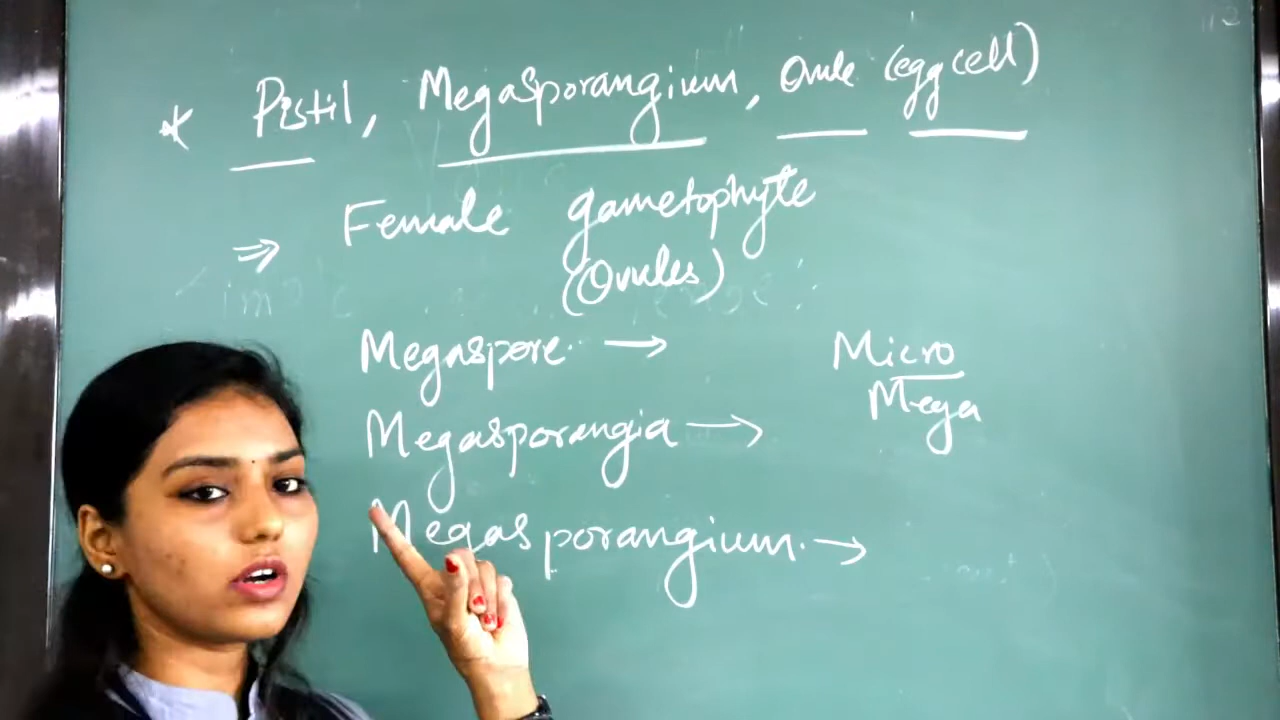 * Pistil, Megasporangium, Ovule (egg cell)
⇒ Female gametophyte
(Ovules)
Megaspore → Micro
Mega
Megasporangia →
Megasporangium →